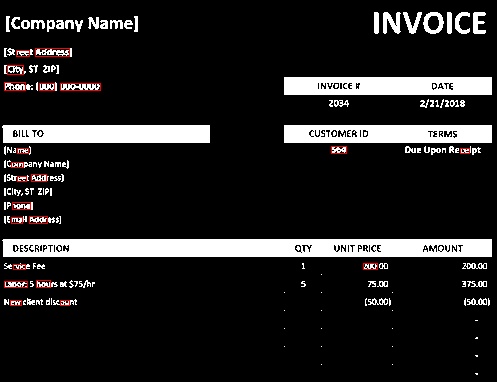 [Company Name] INVOICE
[Street Address]
[City, ST ZIP]
Phone: (000) 000-0000
INVOICE # DATE
2034 2/21/2018
BILL TO CUSTOMER ID TERMS
[Name] 564 Due Upon Receipt
[Company Name]
[Street Address]
[City, ST ZIP]
[Phone]
[Email Address]
DESCRIPTION QTY UNIT PRICE AMOUNT
Service Fee 1 200.00 200.00
Labor: 5 hours at $75/hr 5 75.00 375.00
New client discount (50.00) (50.00)
-
-
-
-